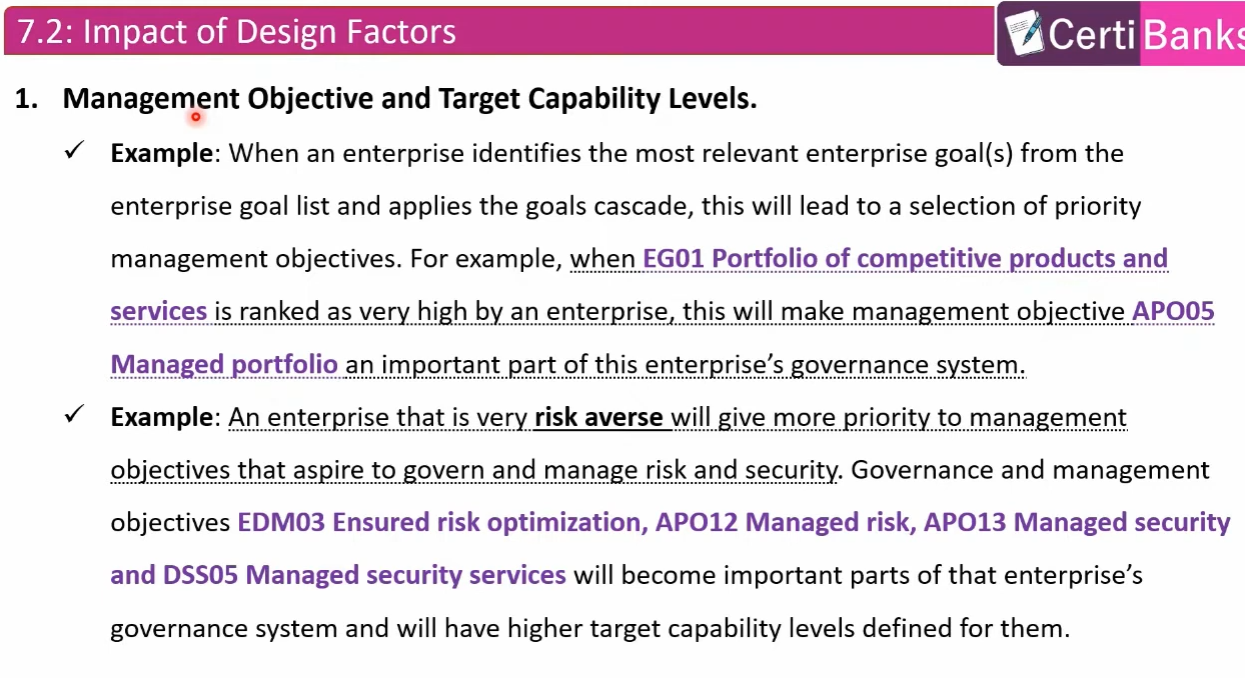 7.2: Impact of Design Factors
CertiBanks
1. Management Objective and Target Capability Levels.
✓ Example: When an enterprise identifies the most relevant enterprise goal(s) from the
enterprise goal list and applies the goals cascade, this will lead to a selection of priority
management objectives. For example, when EG01 Portfolio of competitive products and
services is ranked as very high by an enterprise, this will make management objective APO05
Managed portfolio an important part of this enterprise’s governance system.
✓ Example: An enterprise that is very risk averse will give more priority to management
objectives that aspire to govern and manage risk and security. Governance and management
objectives EDM03 Ensured risk optimization, APO12 Managed risk, APO13 Managed security
and DSS05 Managed security services will become important parts of that enterprise’s
governance system and will have higher target capability levels defined for them.